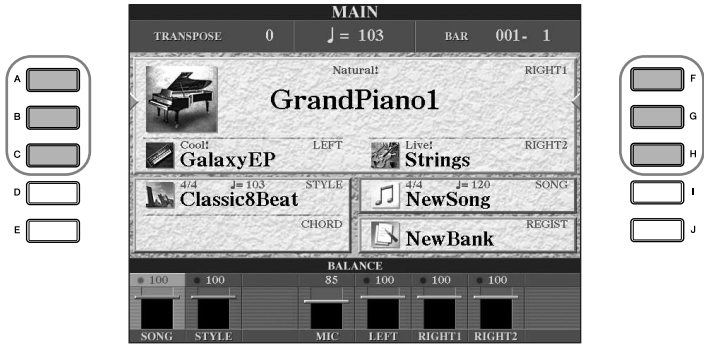 MAIN
TRANSPOSE 0 ♩= 103 BAR 001- 1
A
B
C
D
E
Natural! RIGHT1
GrandPiano1
Cool! LEFT
GalaxyEP
Live! RIGHT2
Strings
4/4 ♩= 103 STYLE
Classic8Beat
CHORD
4/4 ♩= 120 SONG
NewSong
REGIST
NewBank
F
G
H
I
J
BALANCE
100 100 85 100 100 100
SONG STYLE MIC LEFT RIGHT1 RIGHT2